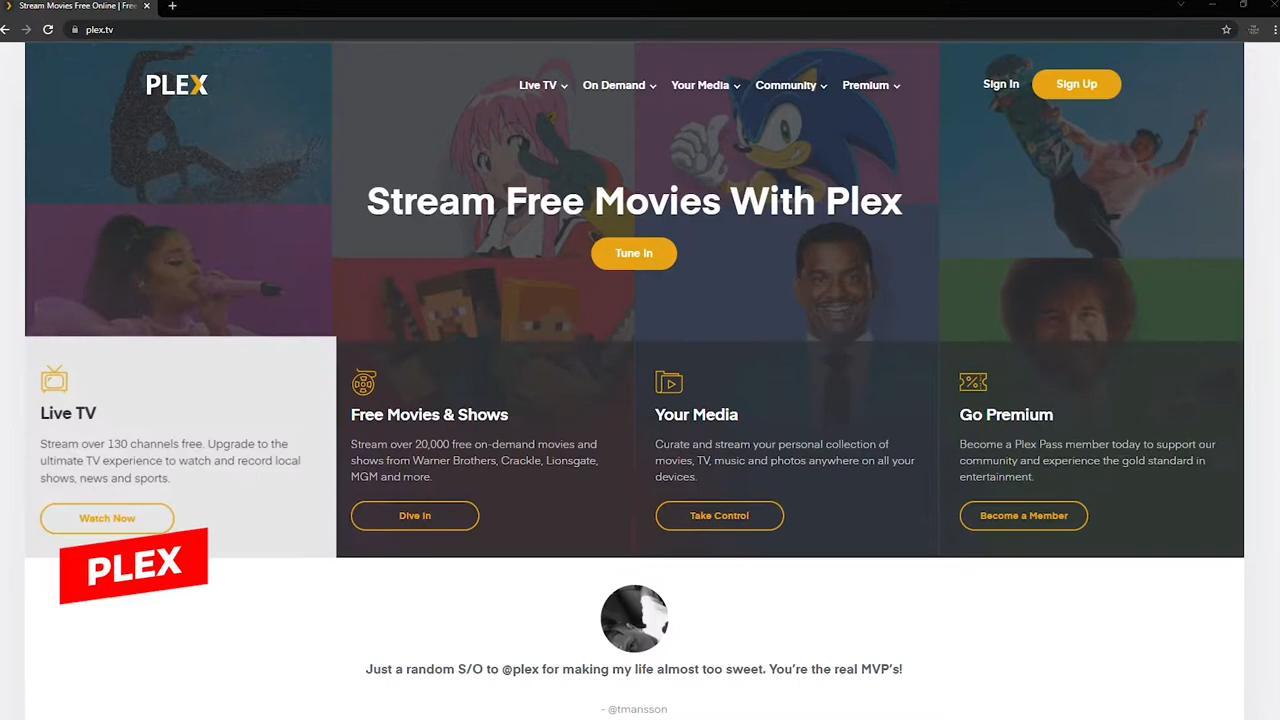 Stream Movies Free Online | Free
plex.tv
PLEX
Live TV
On Demand
Your Media
Community
Premium
Sign In
Sign Up
Stream Free Movies With Plex
Tune In
Live TV
Stream over 130 channels free. Upgrade to the
ultimate TV experience to watch and record local
shows, news and sports.
Watch Now
Free Movies & Shows
Stream over 20,000 free on-demand movies and
shows from Warner Brothers, Crackle, Lionsgate,
MGM and more.
Dive In
Your Media
Curate and stream your personal collection of
movies, TV, music and photos anywhere on all your
devices.
Take Control
Go Premium
Become a Plex Pass member today to support our
community and experience the gold standard in
entertainment.
Become a Member
PLEX
Just a random S/O to @plex for making my life almost too sweet. You're the real MVP's!
- @tmansson